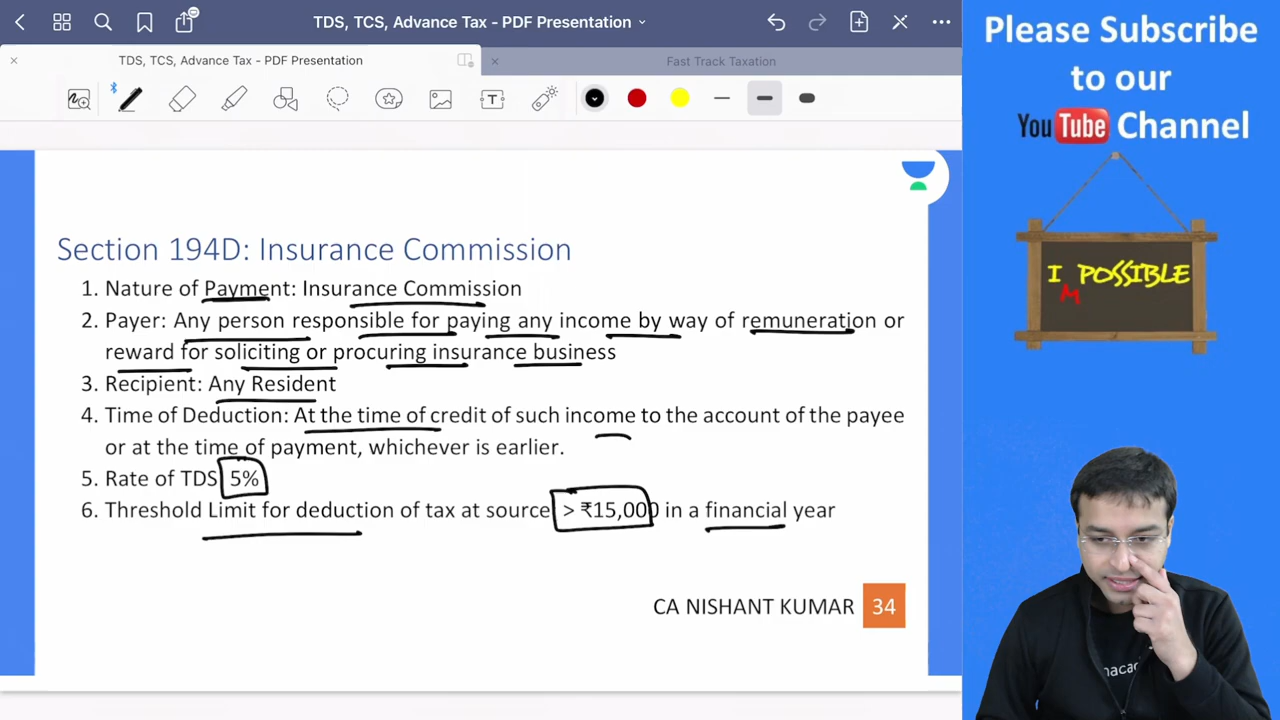 TDS, TCS, Advance Tax - PDF Presentation
TDS, TCS, Advance Tax - PDF Presentation
Fast Track Taxation
T
Section 194D: Insurance Commission
1. Nature of Payment: Insurance Commission
2. Payer: Any person responsible for paying any income by way of remuneration or
reward for soliciting or procuring insurance business
3. Recipient: Any Resident
4. Time of Deduction: At the time of credit of such income to the account of the payee
or at the time of payment, whichever is earlier.
5. Rate of TDS 5%
6. Threshold Limit for deduction of tax at source > ₹15,000 in a financial year
CA NISHANT KUMAR 34
Please Subscribe
to our
YouTube Channel
I POSSIBLE
M
nacad